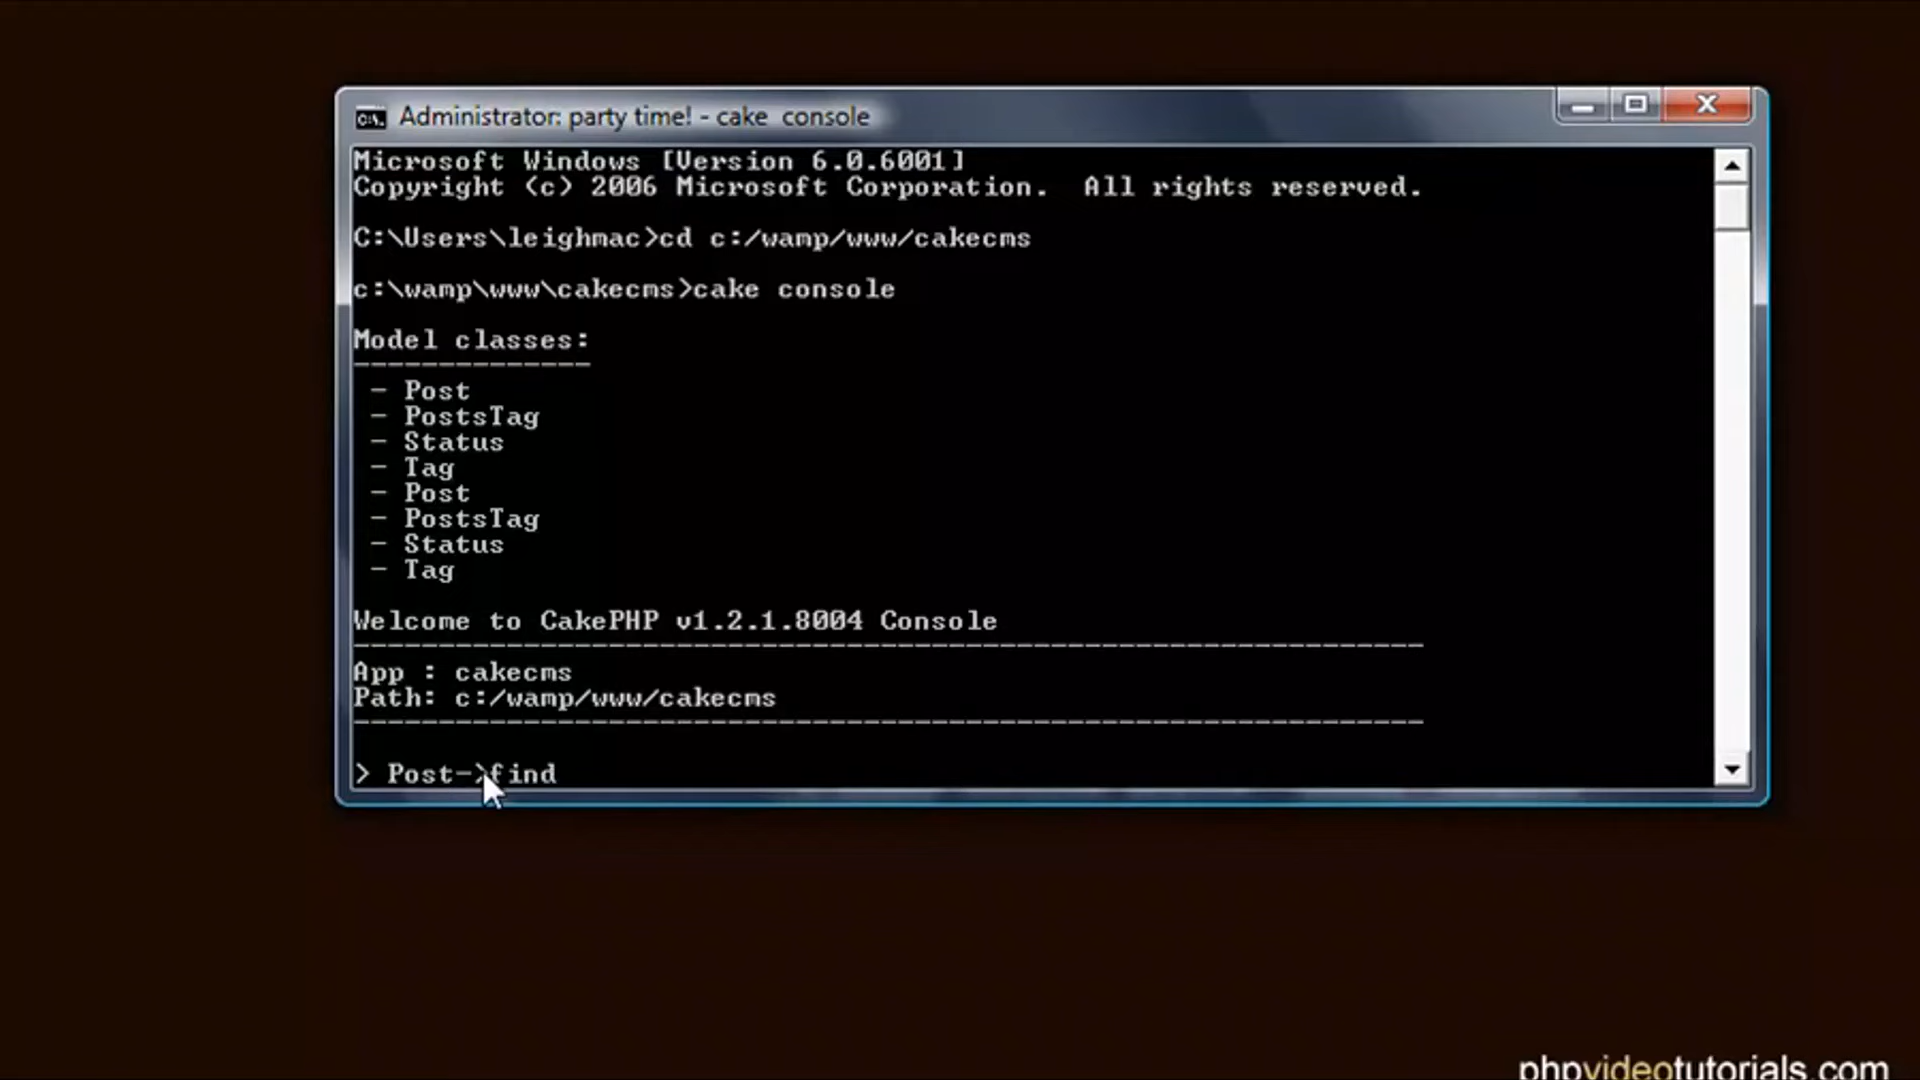 Administrator: party time! - cake  console
Microsoft Windows [Version 6.0.6001]
Copyright (c) 2006 Microsoft Corporation.  All rights reserved.
C:\Users\leighmac>cd c:/wamp/www/cakecms
c:\wamp\www\cakecms>cake console
Model classes:
--------------
- Post
- PostsTag
- Status
- Tag
- Post
- PostsTag
- Status
- Tag
Welcome to CakePHP v1.2.1.8004 Console
---------------------------------------------------------------
App : cakecms
Path: c:/wamp/www/cakecms
---------------------------------------------------------------
> Post->find
phpvideotutorials.com